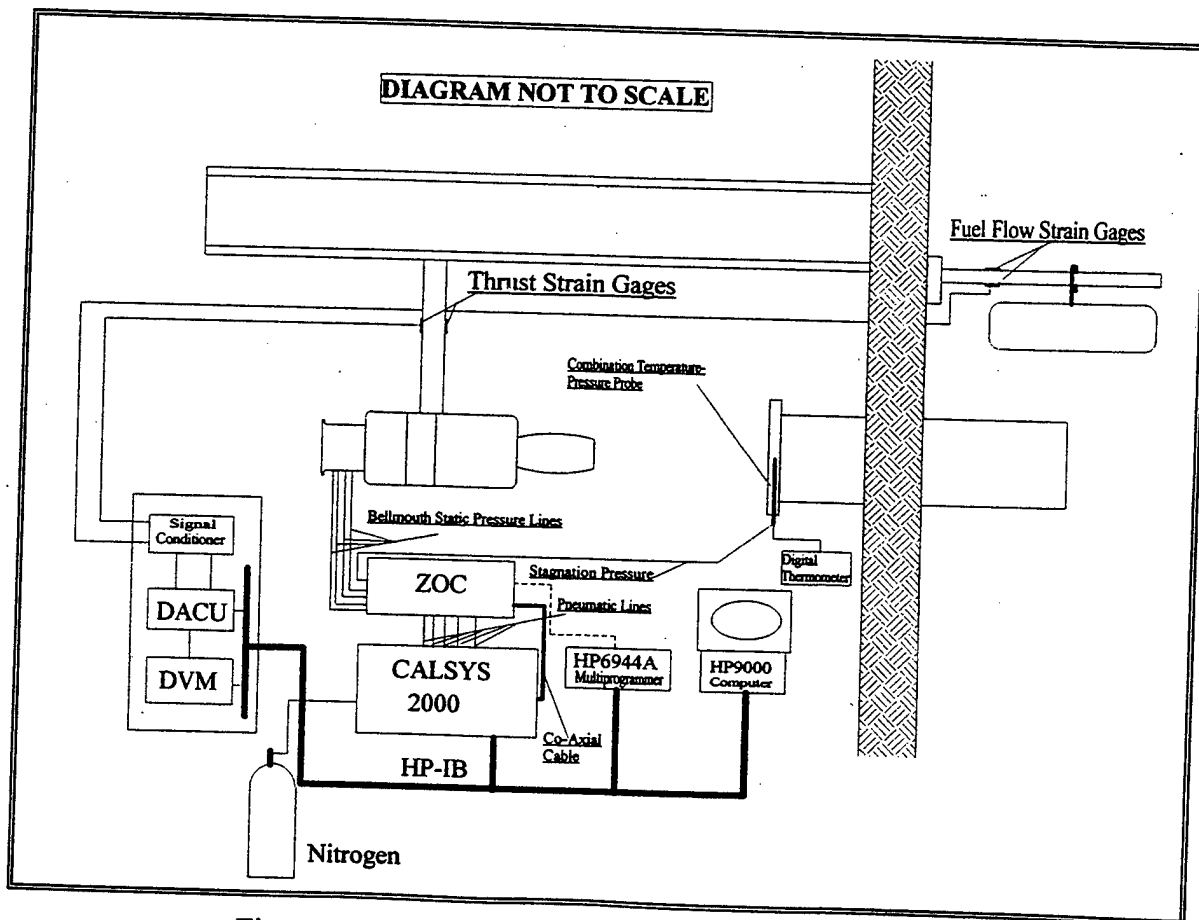 DIAGRAM NOT TO SCALE
Fuel Flow Strain Gages
Thrust Strain Gages
Combination Temperature-
Pressure Probe
Bellmouth Static Pressure Lines
Signal
Conditioner
Stagnation Pressure
Digital
Thermometer
ZOC
DACU
Pneumatic Lines
CALSYS
2000
HP6944A
Multiprogrammer
HP9000
Computer
DVM
Co-Axial
Cable
HP-IB
Nitrogen